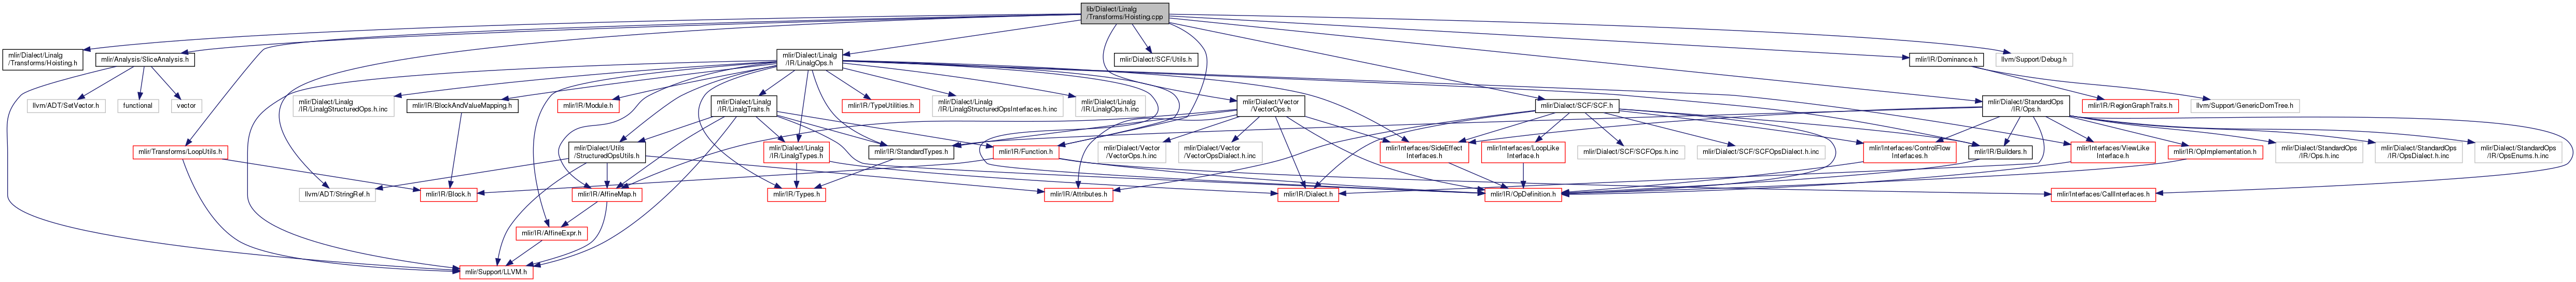 lib/Dialect/Linalg
/Transforms/Hoisting.cpp
mlir/Dialect/Linalg
/Transforms/Hoisting.h
mlir/Analysis/SliceAnalysis.h
mlir/Dialect/Linalg
/IR/LinalgOps.h
mlir/Dialect/SCF/Utils.h
mlir/IR/Dominance.h
llvm/Support/Debug.h
llvm/ADT/SetVector.h
functional
vector
mlir/Dialect/Linalg
/IR/LinalgStructuredOps.h.inc
mlir/IR/BlockAndValueMapping.h
mlir/IR/Module.h
mlir/Dialect/Linalg
/IR/LinalgTraits.h
mlir/IR/TypeUtilities.h
mlir/Dialect/Linalg
/IR/LinalgStructuredOpsInterfaces.h.inc
mlir/Dialect/Linalg
/IR/LinalgOps.h.inc
mlir/Dialect/Vector
/VectorOps.h
mlir/Dialect/SCF/SCF.h
mlir/Dialect/StandardOps
/IR/Ops.h
mlir/IR/RegionGraphTraits.h
llvm/Support/GenericDomTree.h
mlir/Transforms/LoopUtils.h
mlir/Dialect/Utils
/StructuredOpsUtils.h
mlir/Dialect/Linalg
/IR/LinalgTypes.h
mlir/IR/StandardTypes.h
mlir/IR/Function.h
mlir/Dialect/Vector
/VectorOps.h.inc
mlir/Dialect/Vector
/VectorOpsDialect.h.inc
mlir/Interfaces/SideEffect
Interfaces.h
mlir/Interfaces/LoopLike
Interface.h
mlir/Dialect/SCF/SCFOps.h.inc
mlir/Dialect/SCF/SCFOpsDialect.h.inc
mlir/Interfaces/ControlFlow
Interfaces.h
mlir/IR/Builders.h
mlir/Interfaces/ViewLike
Interface.h
mlir/IR/OpImplementation.h
mlir/Dialect/StandardOps
/IR/Ops.h.inc
mlir/Dialect/StandardOps
/IR/OpsDialect.h.inc
mlir/Dialect/StandardOps
/IR/OpsEnums.h.inc
llvm/ADT/StringRef.h
mlir/IR/Block.h
mlir/IR/AffineMap.h
mlir/IR/Types.h
mlir/IR/Attributes.h
mlir/IR/Dialect.h
mlir/IR/OpDefinition.h
mlir/Interfaces/CallInterfaces.h
mlir/IR/AffineExpr.h
mlir/Support/LLVM.h